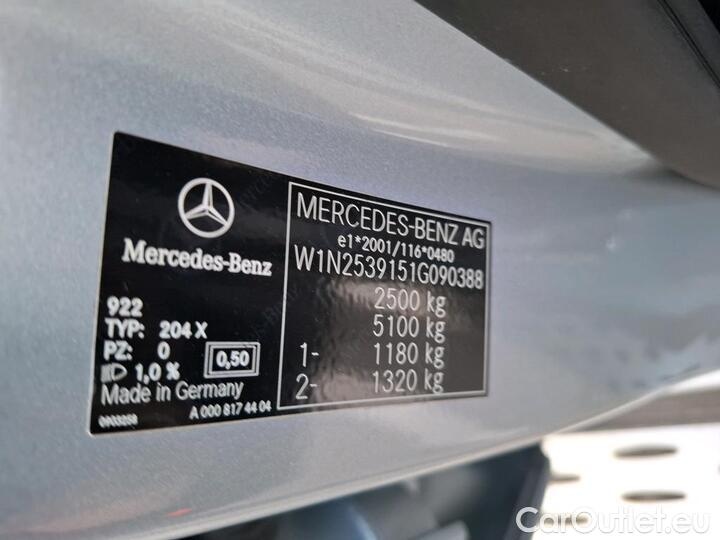 Mercedes-Benz
922
TYP: 204 X
PZ: 0
0,50
1,0 %
Made in Germany
0903258
A 000 817 44 04
MERCEDES-BENZ AG
e1*2001/116*0480
W1N2539151G090388
2500 kg
5100 kg
1- 1180 kg
2- 1320 kg
CarOutlet.eu